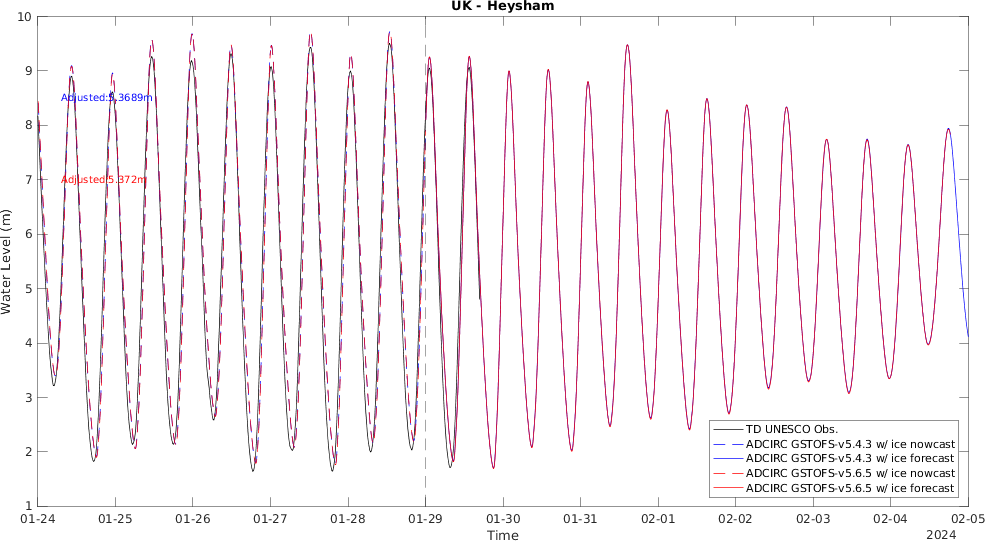 UK - Heysham
10
9
8
7
6
5
4
3
2
1
Water Level (m)
Adjusted:5.3689m
Adjusted:5.372m
TD UNESCO Obs.
ADCIRC GSTOFS-v5.4.3 w/ ice nowcast
ADCIRC GSTOFS-v5.4.3 w/ ice forecast
ADCIRC GSTOFS-v5.6.5 w/ ice nowcast
ADCIRC GSTOFS-v5.6.5 w/ ice forecast
01-24 01-25 01-26 01-27 01-28 01-29 01-30 01-31 02-01 02-02 02-03 02-04 02-05
Time
2024